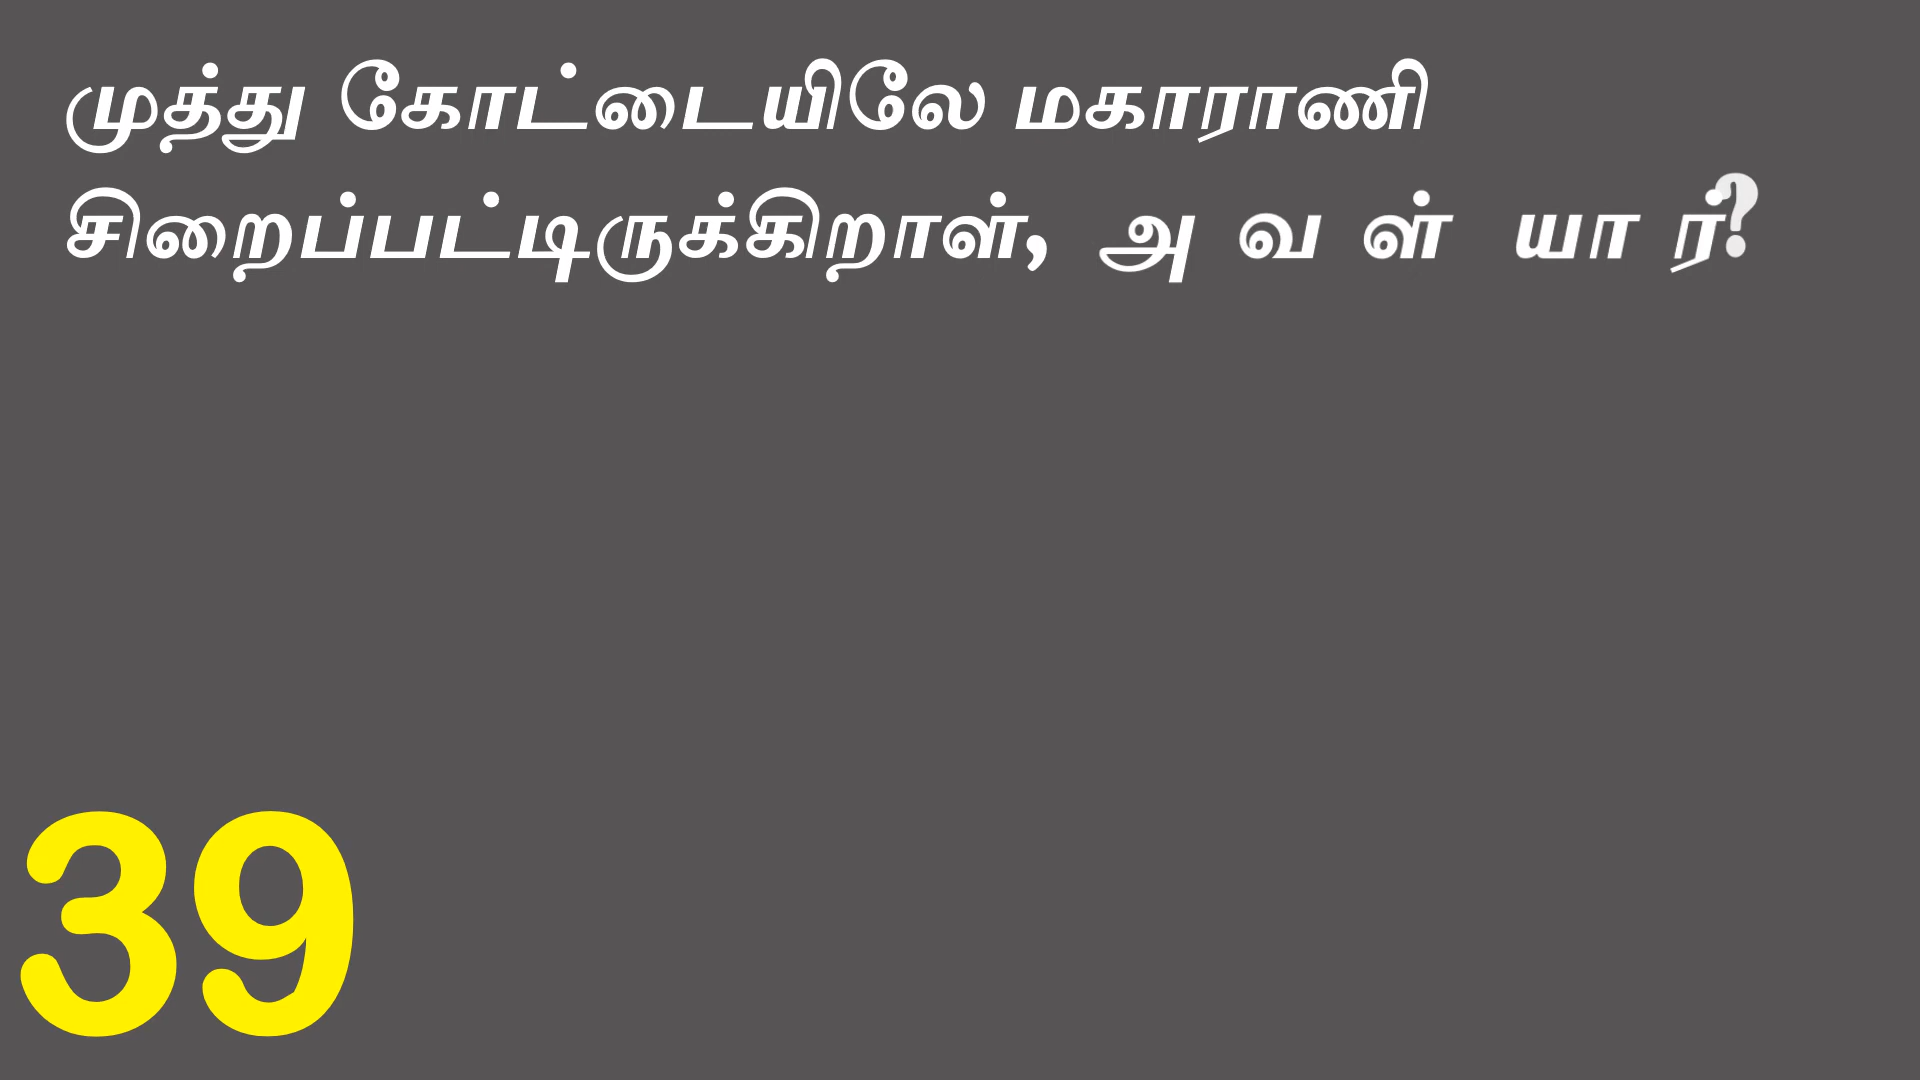 முத்து கோட்டையிலே மகாராணி
சிறைப்பட்டிருக்கிறாள், அ வ ள் யா ர்?
39